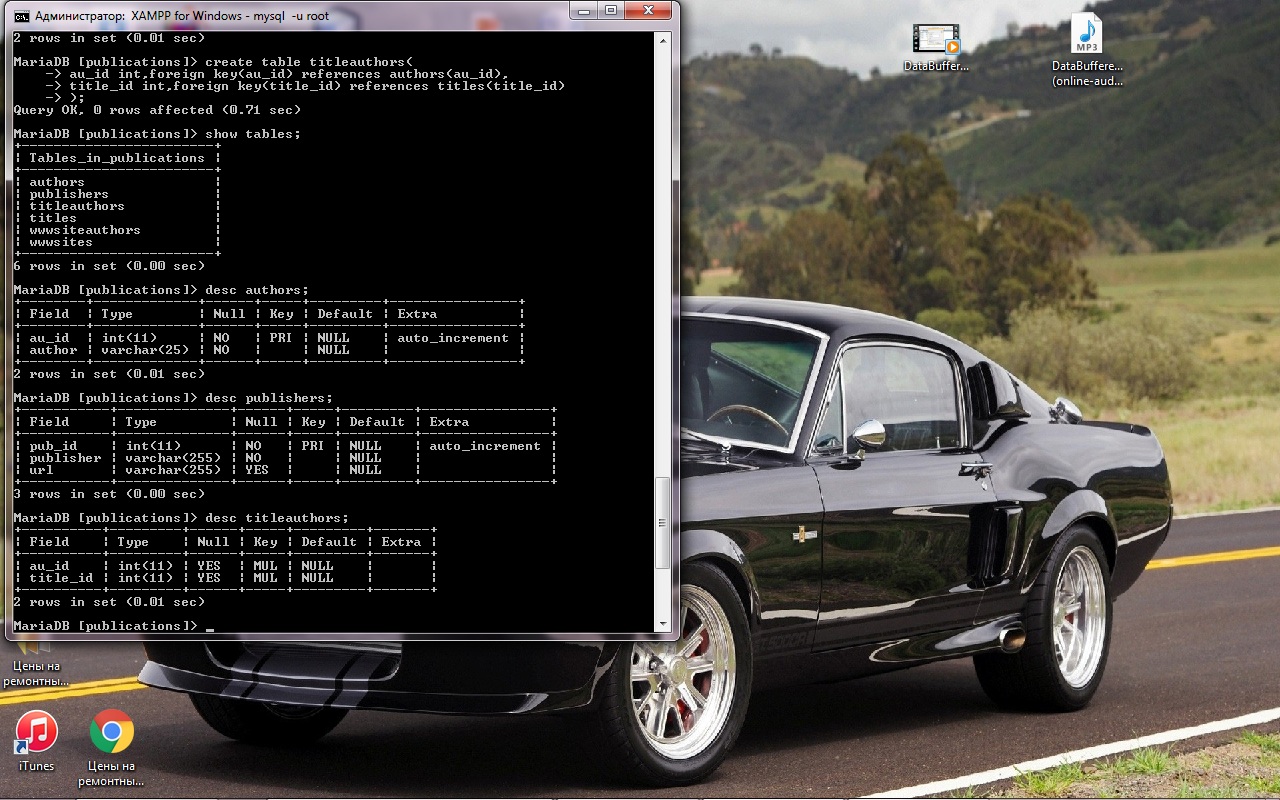 Администратор: XAMPP for Windows - mysql -u root
2 rows in set (0.01 sec)
MariaDB [publications]> create table titleauthors(
-> au_id int,foreign key(au_id) references authors(au_id),
-> title_id int,foreign key(title_id) references titles(title_id)
-> );
Query OK, 0 rows affected (0.71 sec)
MariaDB [publications]> show tables;
+------------------------+
| Tables_in_publications |
+------------------------+
| authors                |
| publishers             |
| titleauthors           |
| titles                 |
| wwwsiteauthors         |
| wwwsites               |
+------------------------+
6 rows in set (0.00 sec)
MariaDB [publications]> desc authors;
+--------+-------------+------+-----+---------+----------------+
| Field  | Type        | Null | Key | Default | Extra          |
+--------+-------------+------+-----+---------+----------------+
| au_id  | int(11)     | NO   | PRI | NULL    | auto_increment |
| author | varchar(25) | NO   |     | NULL    |                |
+--------+-------------+------+-----+---------+----------------+
2 rows in set (0.01 sec)
MariaDB [publications]> desc publishers;
+-----------+--------------+------+-----+---------+----------------+
| Field     | Type         | Null | Key | Default | Extra          |
+-----------+--------------+------+-----+---------+----------------+
| pub_id    | int(11)      | NO   | PRI | NULL    | auto_increment |
| publisher | varchar(255) | NO   |     | NULL    |                |
| url       | varchar(255) | YES  |     | NULL    |                |
+-----------+--------------+------+-----+---------+----------------+
3 rows in set (0.00 sec)
MariaDB [publications]> desc titleauthors;
+----------+---------+------+-----+---------+-------+
| Field    | Type    | Null | Key | Default | Extra |
+----------+---------+------+-----+---------+-------+
| au_id    | int(11) | YES  | MUL | NULL    |       |
| title_id | int(11) | YES  | MUL | NULL    |       |
+----------+---------+------+-----+---------+-------+
2 rows in set (0.01 sec)
MariaDB [publications]> _
DataBuffer...
MP3
DataBuffere...
(online-aud...
Цены на
ремонтны...
iTunes
Цены на
ремонтны...